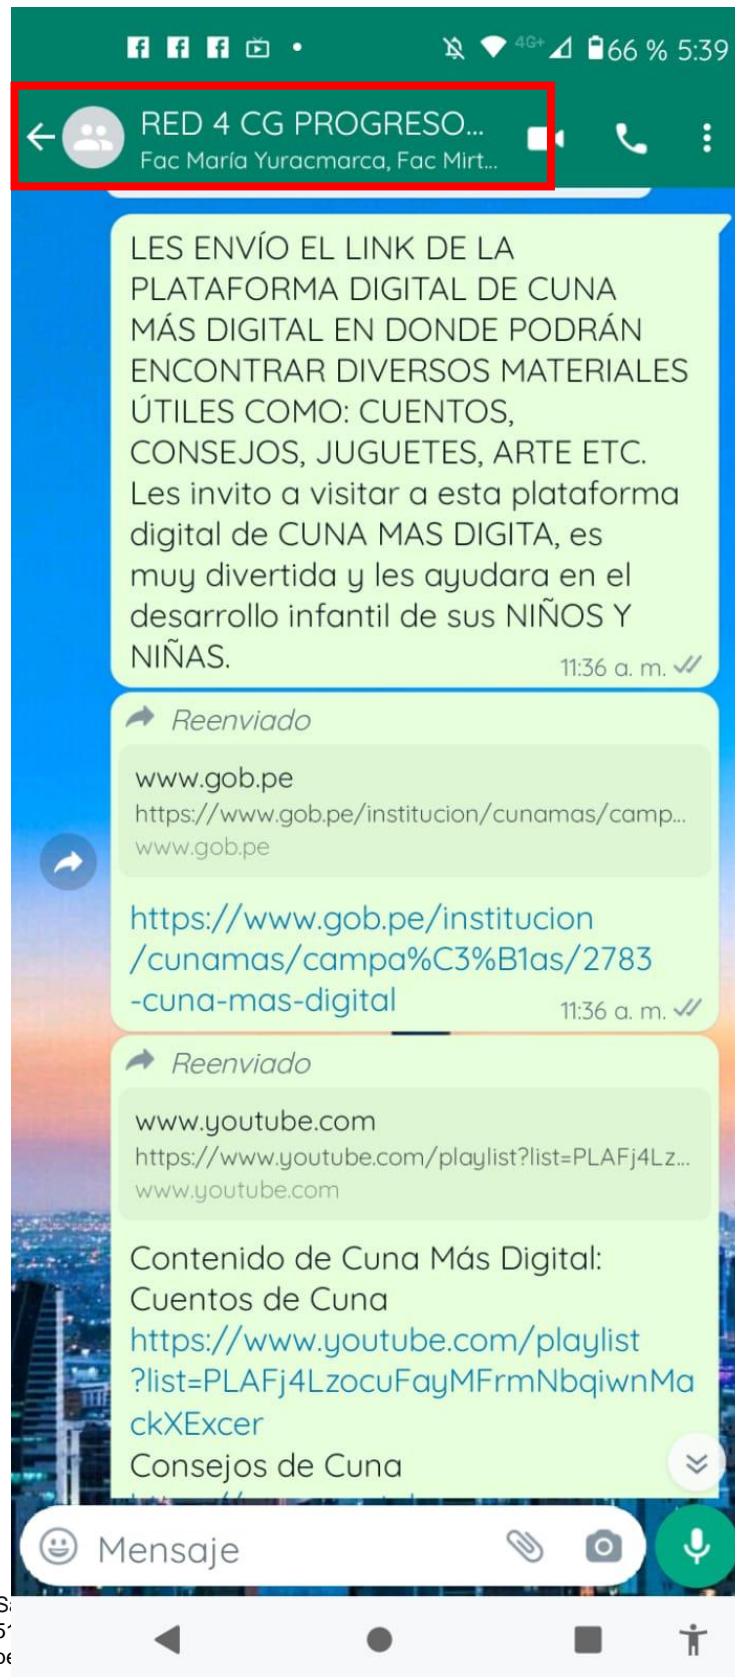 66 % 5:39
RED 4 CG PROGRESO...
Fac María Yuracmarca, Fac Mirt...
LES ENVÍO EL LINK DE LA
PLATAFORMA DIGITAL DE CUNA
MÁS DIGITAL EN DONDE PODRÁN
ENCONTRAR DIVERSOS MATERIALES
ÚTILES COMO: CUENTOS,
CONSEJOS, JUGUETES, ARTE ETC.
Les invito a visitar a esta plataforma
digital de CUNA MAS DIGITA, es
muy divertida y les ayudara en el
desarrollo infantil de sus NIÑOS Y
NIÑAS.
11:36 a. m.
Reenviado
www.gob.pe
https://www.gob.pe/institucion/cunamas/camp...
www.gob.pe
https://www.gob.pe/institucion
/cunamas/campa%C3%B1as/2783
-cuna-mas-digital
11:36 a. m.
Reenviado
www.youtube.com
https://www.youtube.com/playlist?list=PLAFj4Lz...
www.youtube.com
Contenido de Cuna Más Digital:
Cuentos de Cuna
https://www.youtube.com/playlist
?list=PLAFj4LzocuFayMFrmNbqiwnMa
ckXExcer
Consejos de Cuna
Mensaje